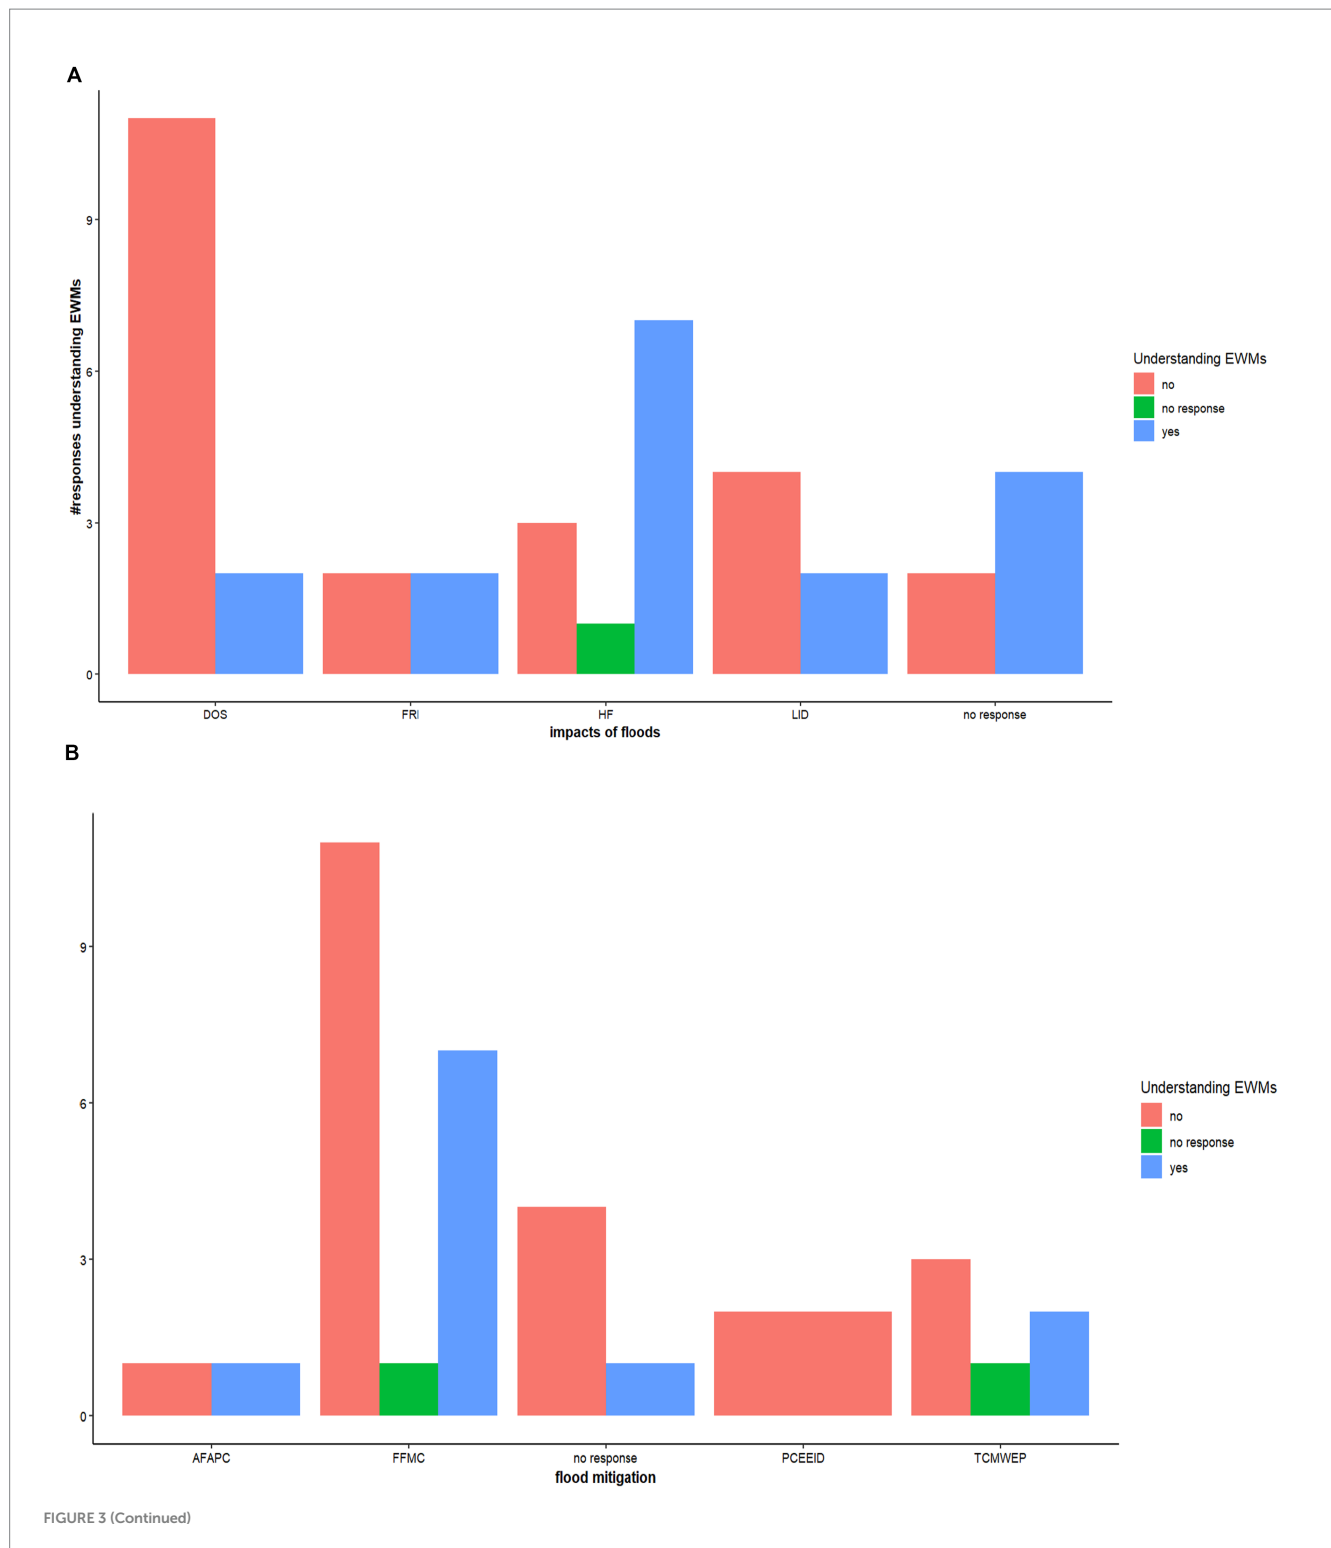 A
#responses understanding EWMs
9
6
3
0
DOS FRI HF LID no response
impacts of floods
Understanding EWMs
no
no response
yes
B
9
6
3
0
AFAPC FFMC no response PCEEID TCMWEP
flood mitigation
Understanding EWMs
no
no response
yes
FIGURE 3 (Continued)